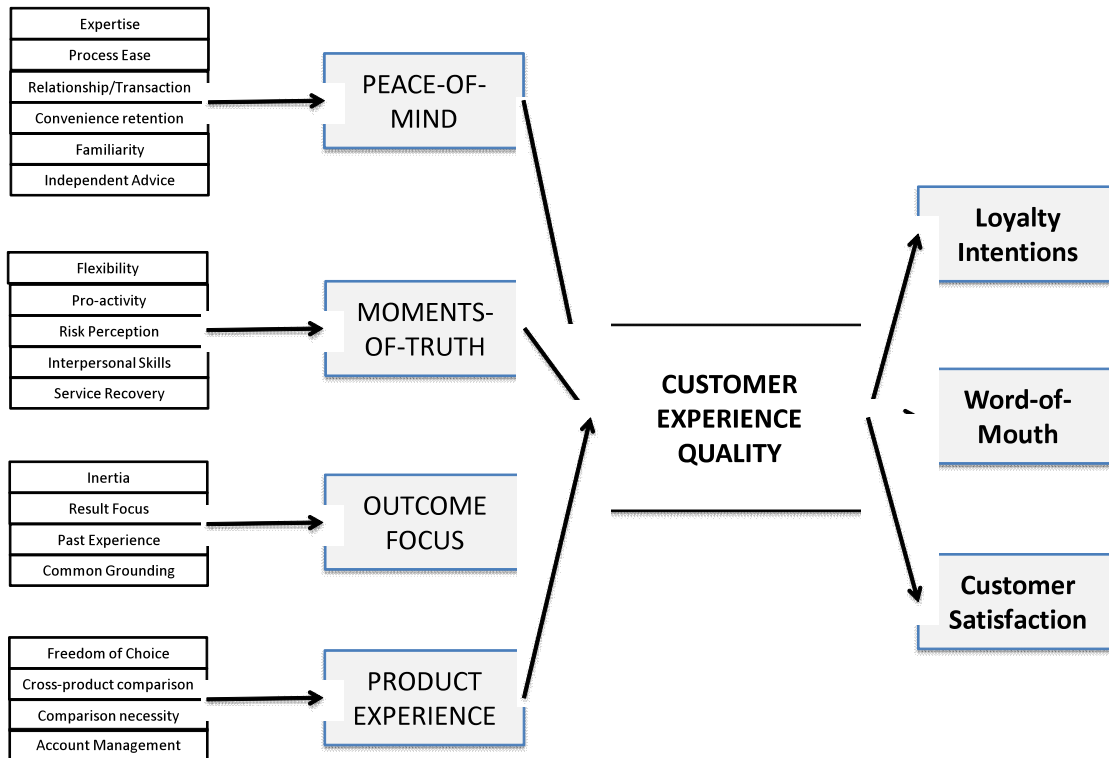 Expertise
Process Ease
Relationship/Transaction
Convenience retention
Familiarity
Independent Advice
PEACE-OF-
MIND
Flexibility
Pro-activity
Risk Perception
Interpersonal Skills
Service Recovery
MOMENTS-
OF-TRUTH
Inertia
Result Focus
Past Experience
Common Grounding
OUTCOME
FOCUS
Freedom of Choice
Cross-product comparison
Comparison necessity
Account Management
PRODUCT
EXPERIENCE
CUSTOMER
EXPERIENCE
QUALITY
Loyalty
Intentions
Word-of-
Mouth
Customer
Satisfaction